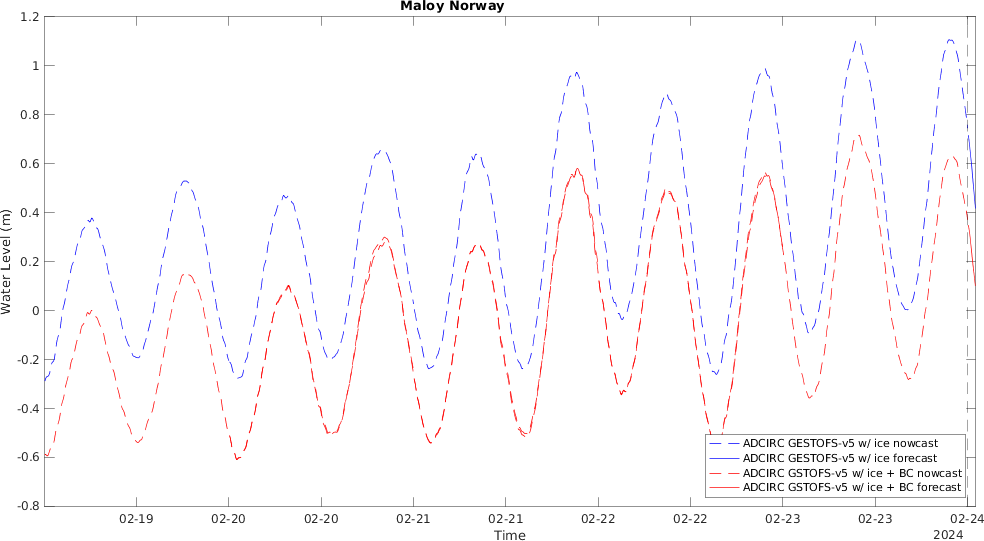 Maloy Norway
1.2
1
0.8
0.6
0.4
0.2
0
-0.2
-0.4
-0.6
-0.8
Water Level (m)
ADCIRC GESTOFS-v5 w/ ice nowcast
ADCIRC GESTOFS-v5 w/ ice forecast
ADCIRC GSTOFS-v5 w/ ice + BC nowcast
ADCIRC GSTOFS-v5 w/ ice + BC forecast
02-19 02-20 02-20 02-21 02-21 02-22 02-22 02-23 02-23 02-24
Time
2024